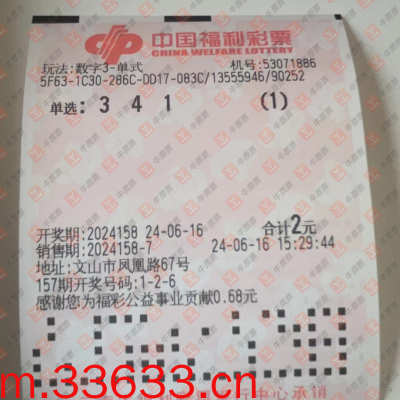 中国福利彩票
CHINA WELFARE LOTTERY
玩法:数字3-单式 机号:53071886
5F63-1C30-286C-DD17-083C/13555946/90252
单选: 3 4 1 (1)
开奖期:2024158 24-06-16 合计2元
销售期:2024158-7 24-06-16 15:29:44
地址:文山市凤凰路67号
157期开奖号码:1-2-6
感谢您为福彩公益事业贡献0.68元
m.33633.cn
中心承销